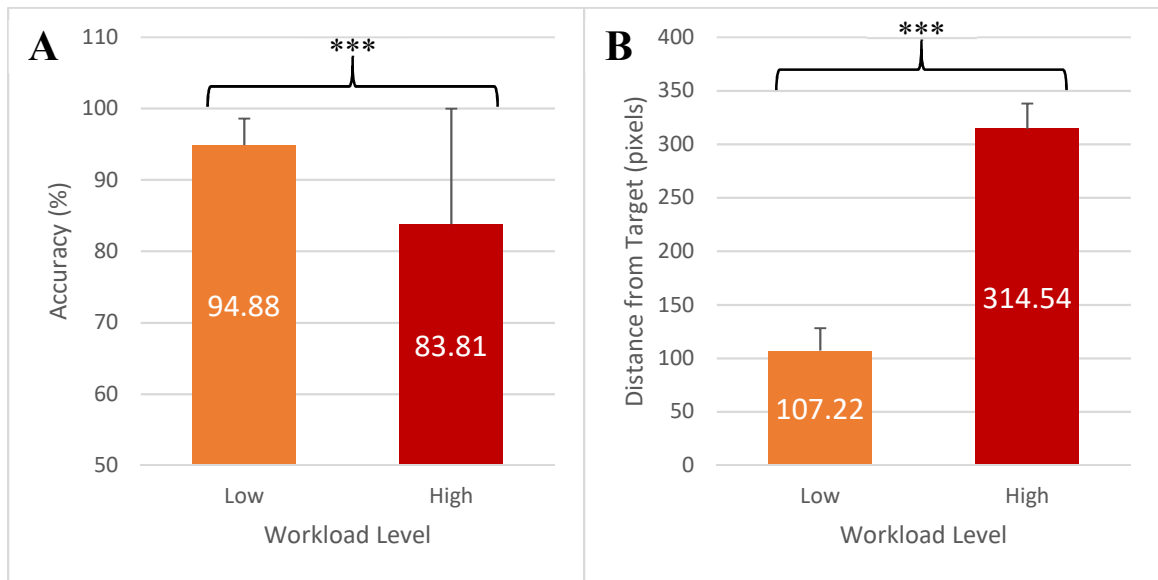 A
***
110
100
90
80
70
60
50
Accuracy (%)
94.88
83.81
Low
High
Workload Level
B
***
400
350
300
250
200
150
100
50
0
Distance from Target (pixels)
107.22
314.54
Low
High
Workload Level